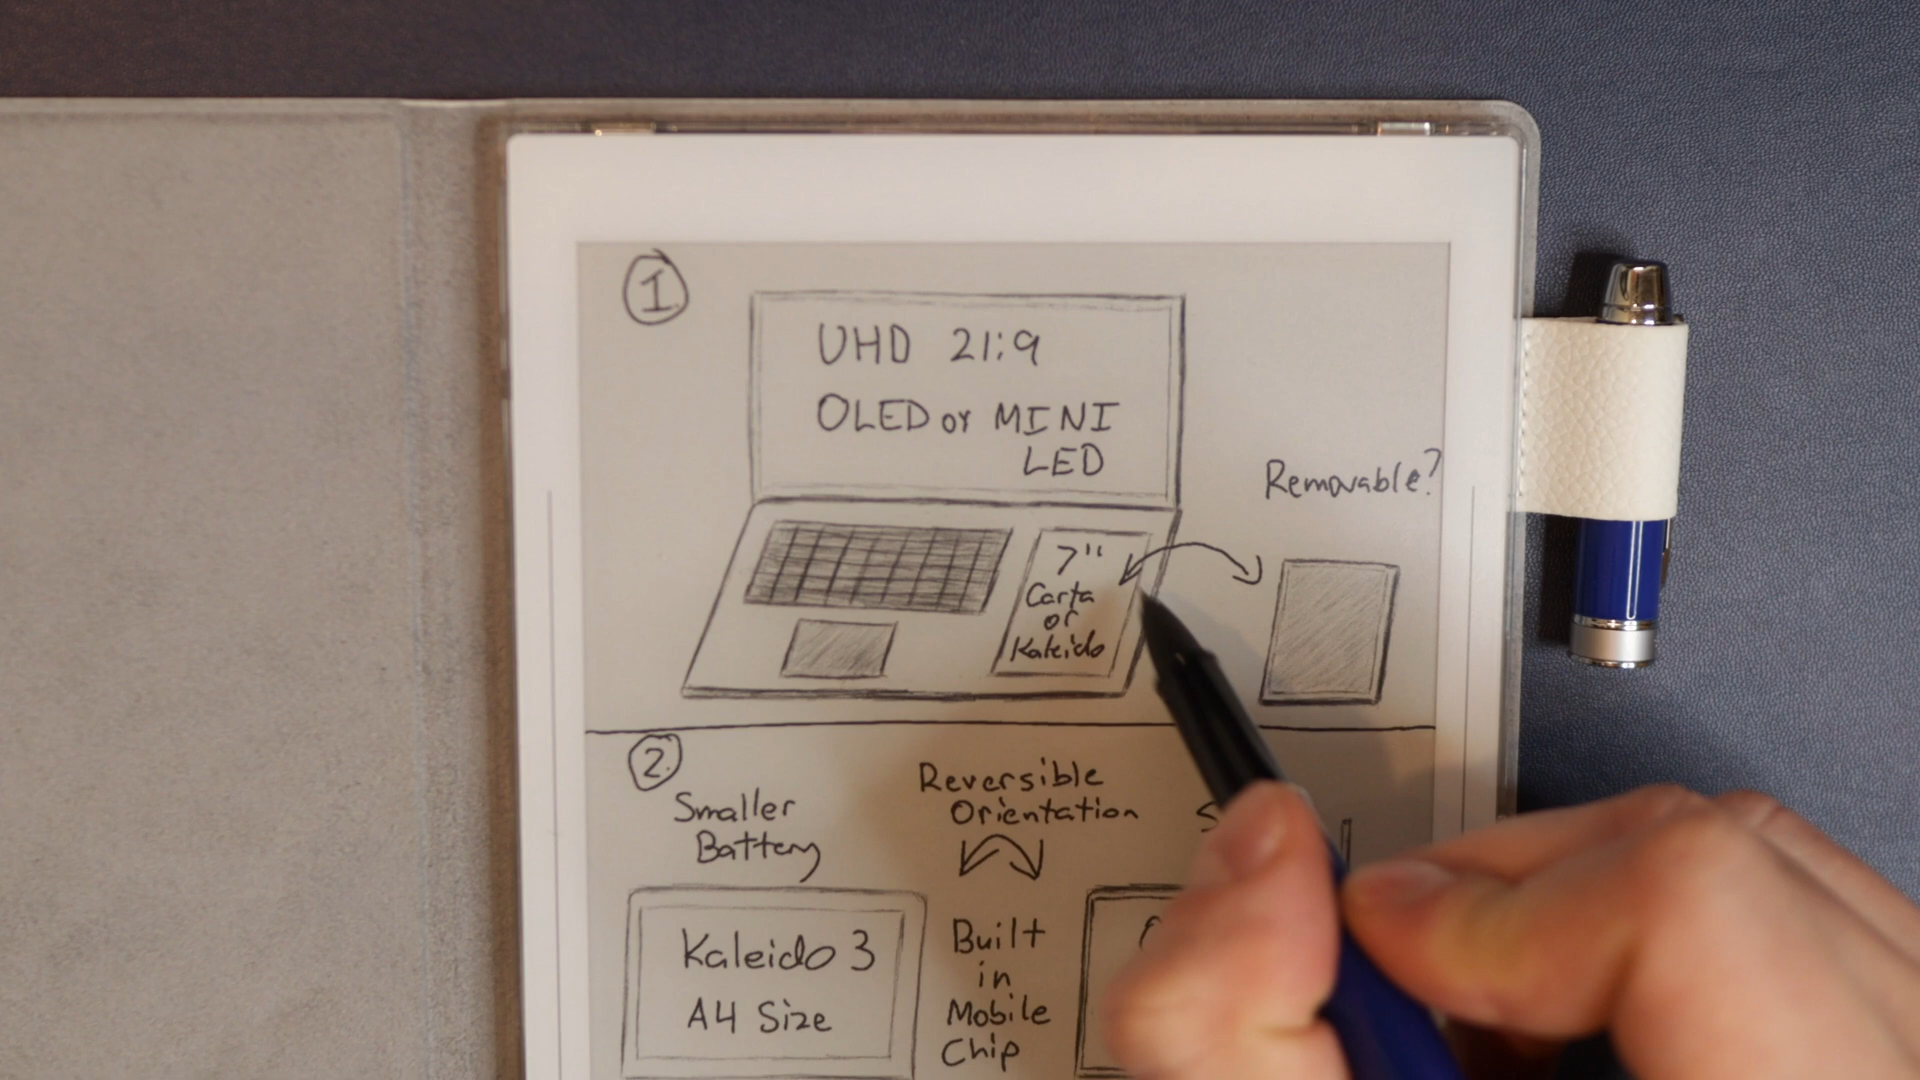 1
UHD 21:9
OLED or MINI
LED
Removable?
7"
Carta
or
Kaleido
2.
Smaller
Battery
Reversible
Orientation
Kaleido 3
A4 Size
Built
in
Mobile
Chip